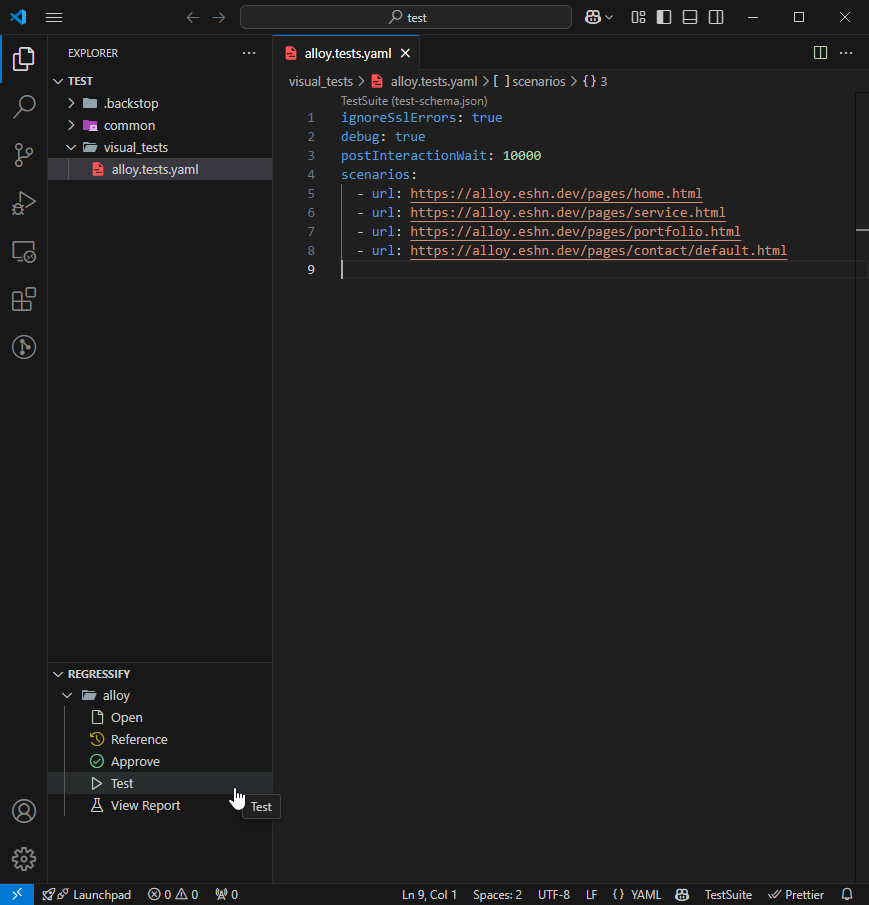 test
EXPLORER
TEST
.backstop
common
visual_tests
alloy.tests.yaml
REGRESSIFY
alloy
Open
Reference
Approve
Test
View Report
Test
alloy.tests.yaml
visual_tests > alloy.tests.yaml > [ ] scenarios > {} 3
TestSuite (test-schema.json)
1 ignoreSslErrors: true
2 debug: true
3 postInteractionWait: 10000
4 scenarios:
5 - url: https://alloy.eshn.dev/pages/home.html
6 - url: https://alloy.eshn.dev/pages/service.html
7 - url: https://alloy.eshn.dev/pages/portfolio.html
8 - url: https://alloy.eshn.dev/pages/contact/default.html
9
Launchpad 0 0 0 Ln 9, Col 1 Spaces: 2 UTF-8 LF {} YAML TestSuite Prettier